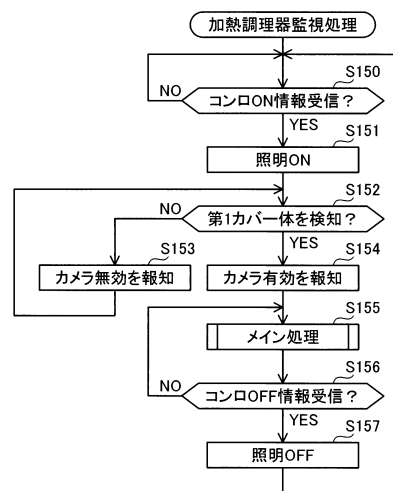 加熱調理器監視処理
S150
コンロON情報受信？
NO
YES
S151
照明ON
S152
第1カバー体を検知？
NO
YES
S153
カメラ無効を報知
S154
カメラ有効を報知
S155
メイン処理
S156
コンロOFF情報受信？
NO
YES
S157
照明OFF